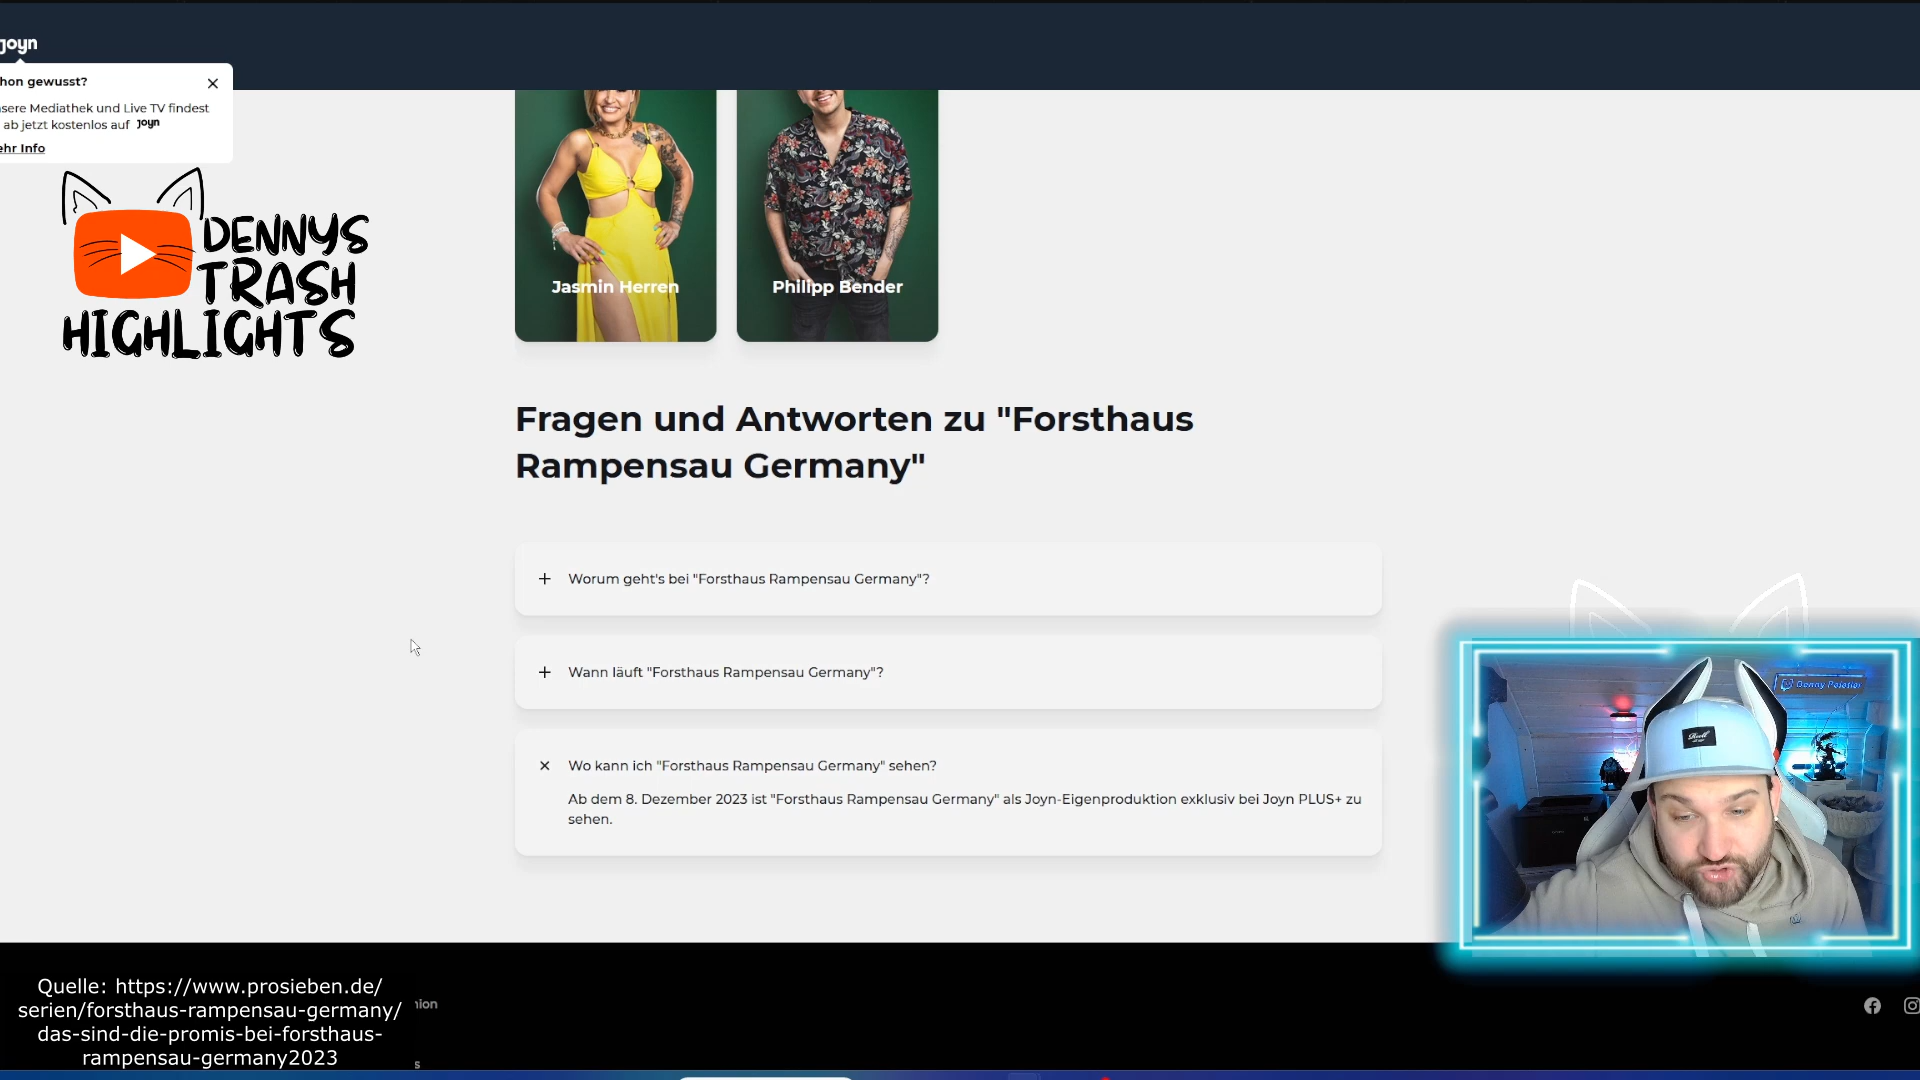 Joyn
hon gewusst?
sere Mediathek und Live TV findest
ab jetzt kostenlos auf Joyn
ehr Info
DENNYS
TRASH
HIGHLIGHTS
Jasmin Herren
Philipp Bender
Fragen und Antworten zu "Forsthaus
Rampensau Germany"
+ Worum geht's bei "Forsthaus Rampensau Germany"?
+ Wann läuft "Forsthaus Rampensau Germany"?
Wo kann ich "Forsthaus Rampensau Germany" sehen?
Ab dem 8. Dezember 2023 ist "Forsthaus Rampensau Germany" als Joyn-Eigenproduktion exklusiv bei Joyn PLUS+ zu
sehen.
Quelle: https://www.prosieben.de/
serien/forsthaus-rampensau-germany/
das-sind-die-promis-bei-forsthaus-
rampensau-germany2023
nion
s